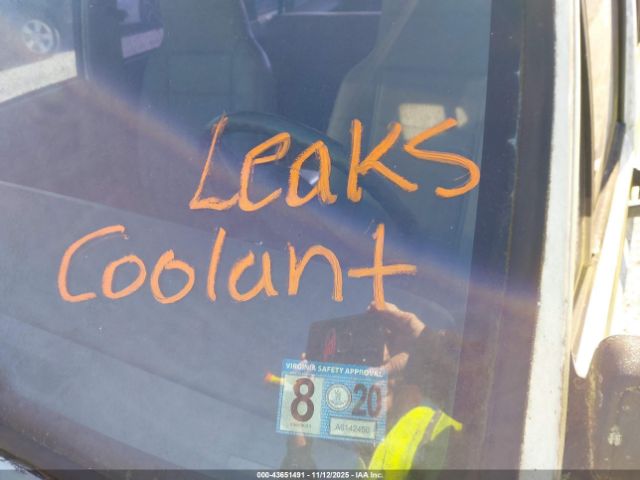 Leaks
Coolant
VIRGINIA SAFETY APPROVAL
8 20
A6142450
000-43651491 - 11/12/2025 - IAA Inc.